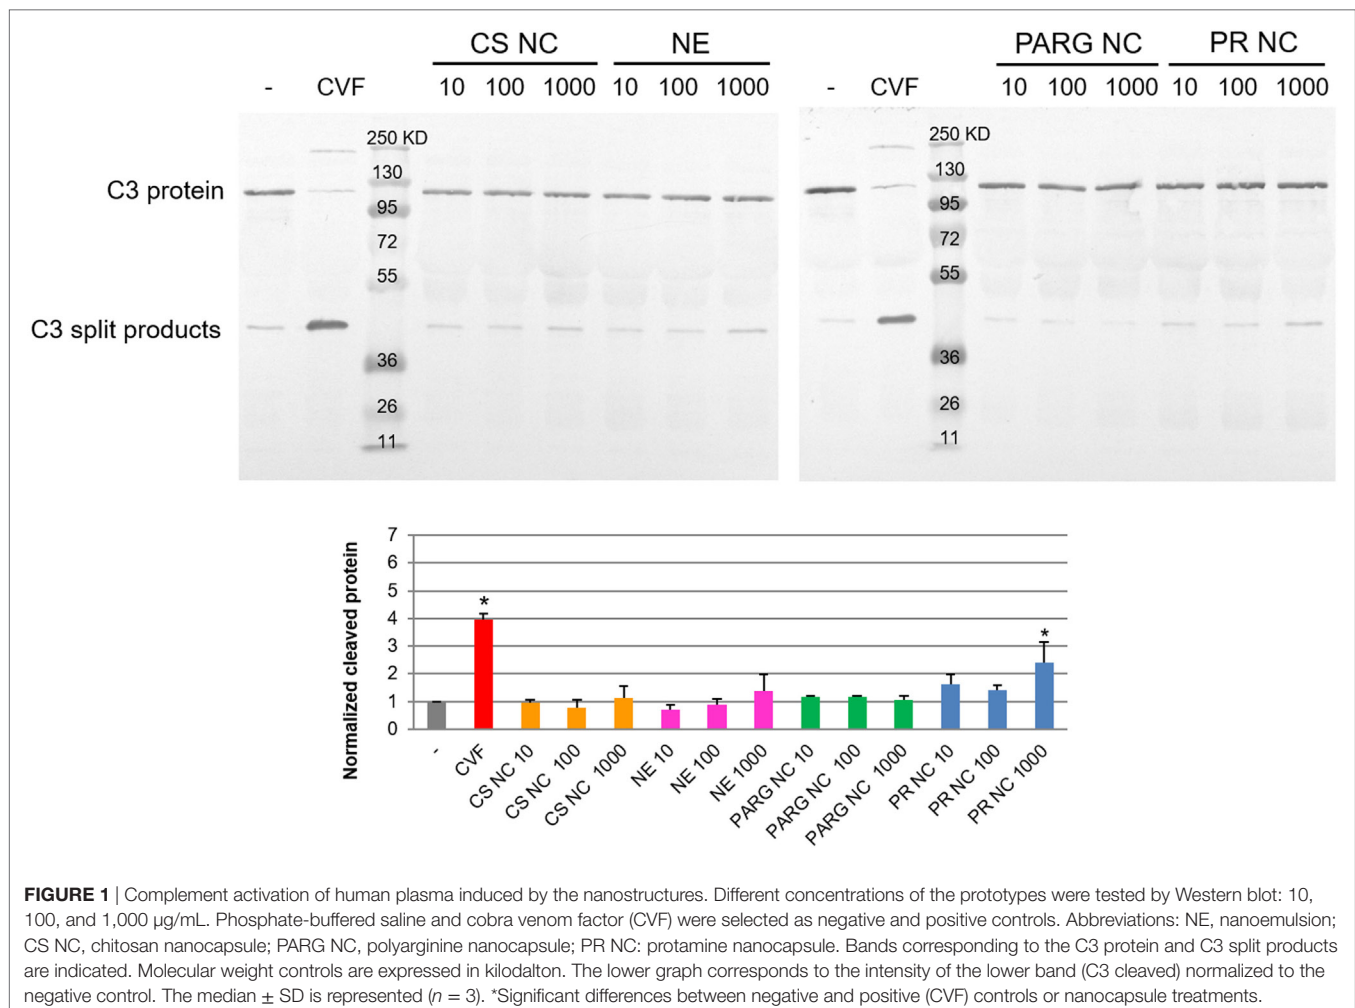 CS NC NE
- CVF 10 100 1000 10 100 1000
250 KD
130
C3 protein
95
72
55
C3 split products
36
26
11
PARG NC PR NC
- CVF 10 100 1000 10 100 1000
250 KD
130
95
72
55
36
26
11
Normalized cleaved protein
7
6
5
4
3
2
1
0
*
*
-
CVF
CS NC 10
CS NC 100
CS NC 1000
NE 10
NE 100
NE 1000
PARG NC 10
PARG NC 100
PARG NC 1000
PR NC 10
PR NC 100
PR NC 1000
FIGURE 1 | Complement activation of human plasma induced by the nanostructures. Different concentrations of the prototypes were tested by Western blot: 10,
100, and 1,000 µg/mL. Phosphate-buffered saline and cobra venom factor (CVF) were selected as negative and positive controls. Abbreviations: NE, nanoemulsion;
CS NC, chitosan nanocapsule; PARG NC, polyarginine nanocapsule; PR NC: protamine nanocapsule. Bands corresponding to the C3 protein and C3 split products
are indicated. Molecular weight controls are expressed in kilodalton. The lower graph corresponds to the intensity of the lower band (C3 cleaved) normalized to the
negative control. The median ± SD is represented (n = 3). *Significant differences between negative and positive (CVF) controls or nanocapsule treatments.